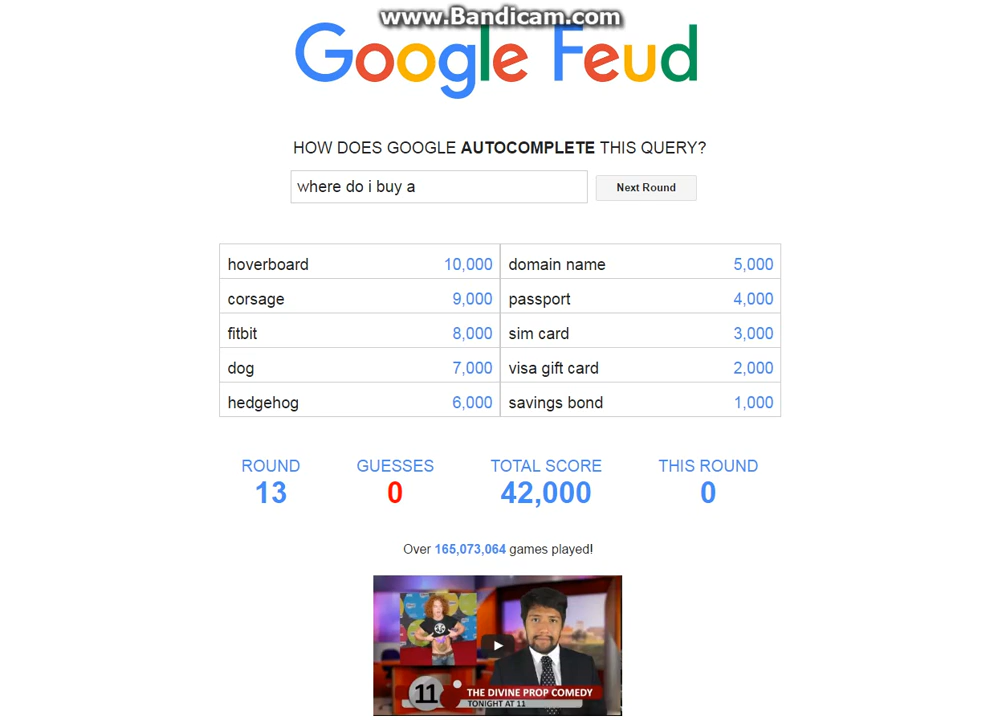 www.Bandicam.com
Google Feud
HOW DOES GOOGLE AUTOCOMPLETE THIS QUERY?
where do i buy a
Next Round
hoverboard 10,000 domain name 5,000
corsage 9,000 passport 4,000
fitbit 8,000 sim card 3,000
dog 7,000 visa gift card 2,000
hedgehog 6,000 savings bond 1,000
ROUND GUESSES TOTAL SCORE THIS ROUND
13 0 42,000 0
Over 165,073,064 games played!
11 THE DIVINE PROP COMEDY
TONIGHT AT 11